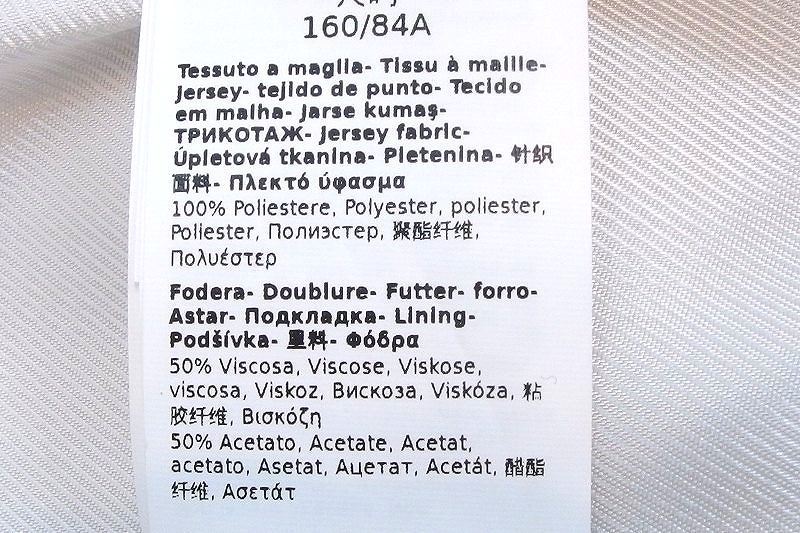 160/84A
Tessuto a maglia- Tissu à maille-
Jersey- tejido de punto- Tecido
em malha- Jarse kumaş-
ТРИКОТАЖ- Jersey fabric-
Úpletová tkanina- Pletenina- 针织
面料- Πλεκτό ύφασμα
100% Poliestere, Polyester, poliester,
Poliester, Полиэстер, 聚酯纤维,
Πολυέστερ
Fodera- Doublure- Futter- forro-
Astar- Подкладка- Lining-
Podšívka- 里料- Φόδρα
50% Viscosa, Viscose, Viskose,
viscosa, Viskoz, Вискоза, Viskóza, 粘
胶纤维, Βισκόζη
50% Acetato, Acetate, Acetat,
acetato, Asetat, Ацетат, Acetát, 醋酯
纤维, Ασετάτ